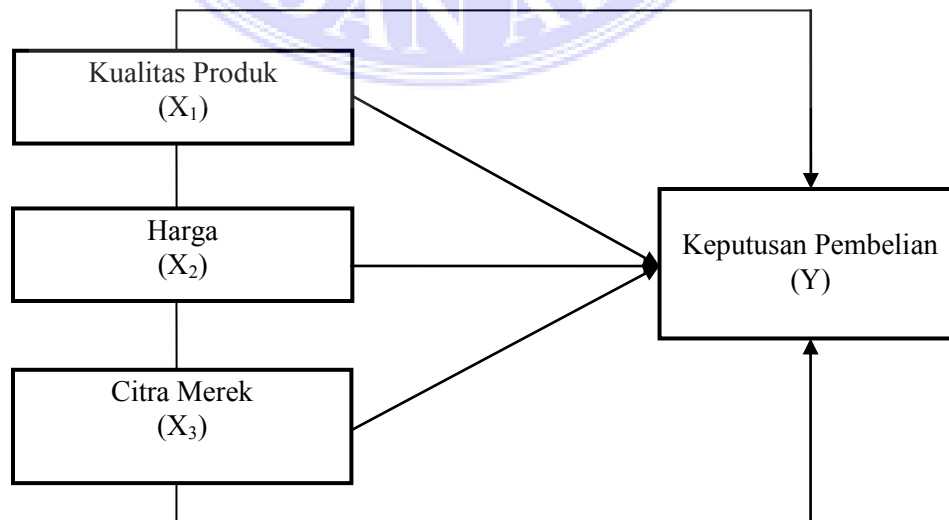 Kualitas Produk
(X₁)
Harga
(X₂)
Citra Merek
(X₃)
Keputusan Pembelian
(Y)